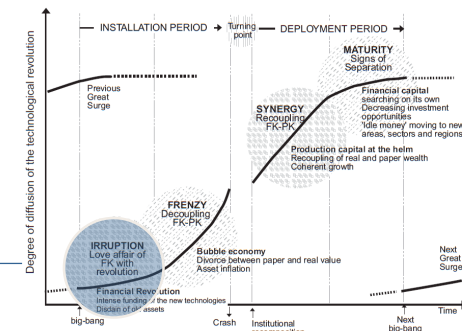 INSTALLATION PERIOD
Turning
point
DEPLOYMENT PERIOD
Degree of diffusion of the technological revolution
Previous
Great
Surge
MATURITY
Signs of
Separation
Financial capital
searching on its own
Decreasing investment
opportunities
'Idle money' moving to new
areas, sectors and regions
SYNERGY
Recoupling
FK-PK
Production capital at the helm
Recoupling of real and paper wealth
Coherent growth
FRENZY
Decoupling
FK-PK
Bubble economy
Divorce between paper and real value
Asset inflation
IRRUPTION
Love affair of
FK with
revolution
Financial
intense funding of the new technologies
Disdain of old assets
Next
Great
Surge
Time
big-bang
Crash
Institutional
Next